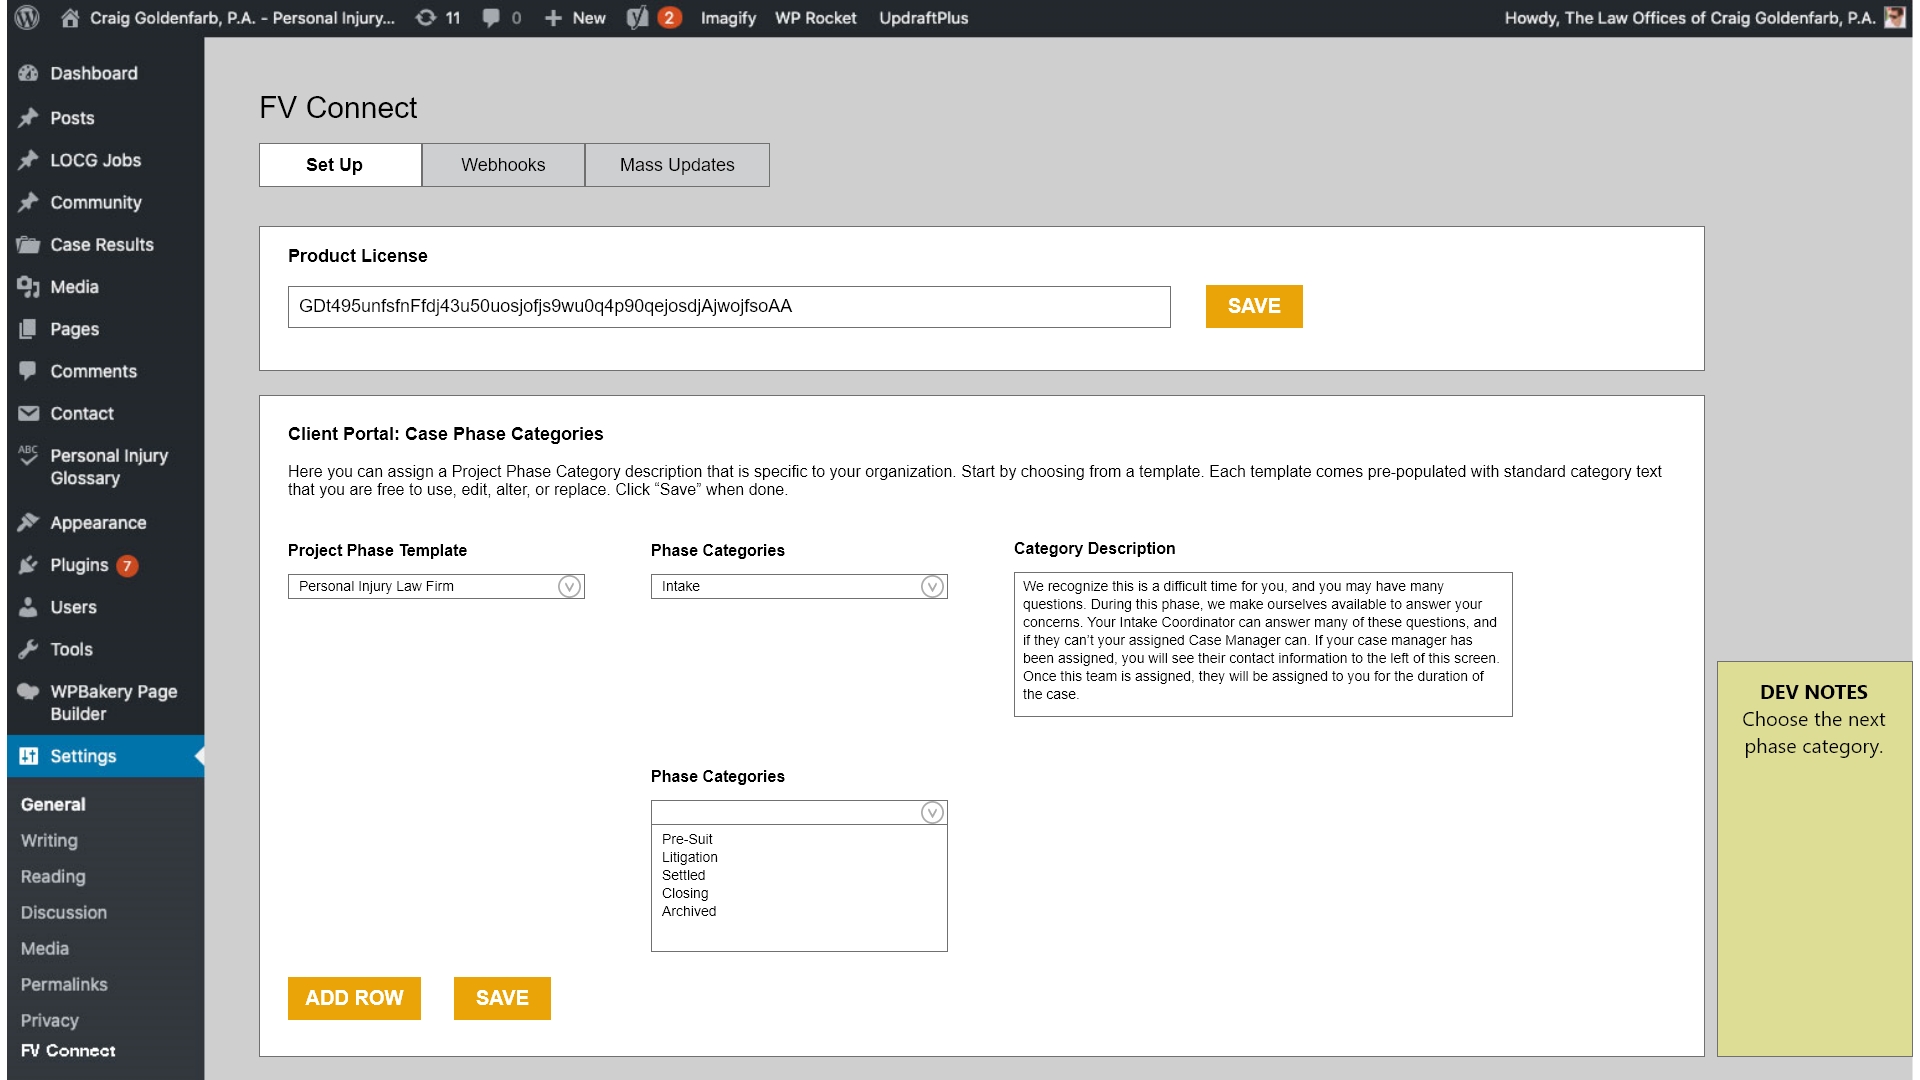 Craig Goldenfarb, P.A. - Personal Injury... 11 0 New 2 Imagify WP Rocket UpdraftPlus Howdy, The Law Offices of Craig Goldenfarb, P.A.
Dashboard
Posts
LOCG Jobs
Community
Case Results
Media
Pages
Comments
Contact
ABC
Personal Injury
Glossary
Appearance
Plugins 7
Users
Tools
WPBakery Page
Builder
Settings
General
Writing
Reading
Discussion
Media
Permalinks
Privacy
FV Connect
FV Connect
Set Up Webhooks Mass Updates
Product License
GDt495unfsfnFfdj43u50uosjofjs9wu0q4p90qejosdjAjwojfsoAA SAVE
Client Portal: Case Phase Categories
Here you can assign a Project Phase Category description that is specific to your organization. Start by choosing from a template. Each template comes pre-populated with standard category text
that you are free to use, edit, alter, or replace. Click “Save” when done.
Project Phase Template
Personal Injury Law Firm V
Phase Categories
Intake V
Category Description
We recognize this is a difficult time for you, and you may have many
questions. During this phase, we make ourselves available to answer your
concerns. Your Intake Coordinator can answer many of these questions, and
if they can’t your assigned Case Manager can. If your case manager has
been assigned, you will see their contact information to the left of this screen.
Once this team is assigned, they will be assigned to you for the duration of
the case.
Phase Categories
V
Pre-Suit
Litigation
Settled
Closing
Archived
ADD ROW SAVE
DEV NOTES
Choose the next
phase category.